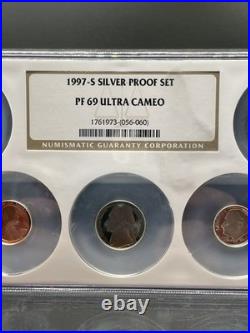 1997-S SILVER PROOF SET
PF 69 ULTRA CAMEO
1761973-(056-060)
NUMISMATIC GUARANTY CORPORATION